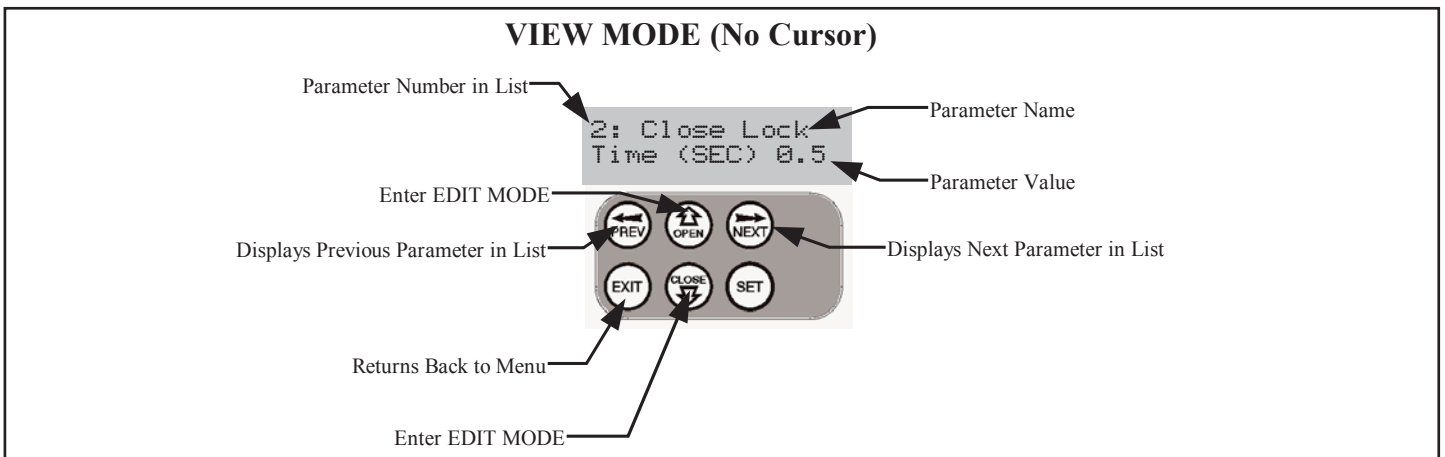 VIEW MODE (No Cursor)
Parameter Number in List
Parameter Name
2: Close Lock
Time (SEC) 0.5
Parameter Value
Enter EDIT MODE
PREV
OPEN
NEXT
Displays Previous Parameter in List
Displays Next Parameter in List
EXIT
CLOSE
SET
Returns Back to Menu
Enter EDIT MODE